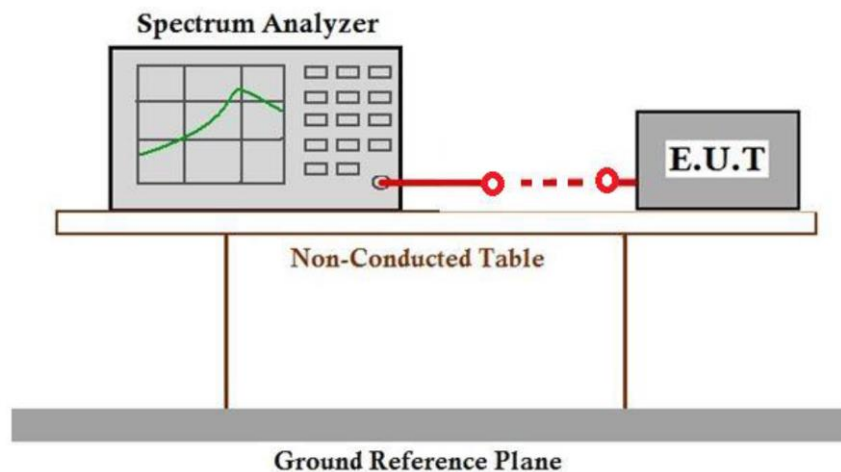 Spectrum Analyzer
E.U.T
Non-Conducted Table
Ground Reference Plane